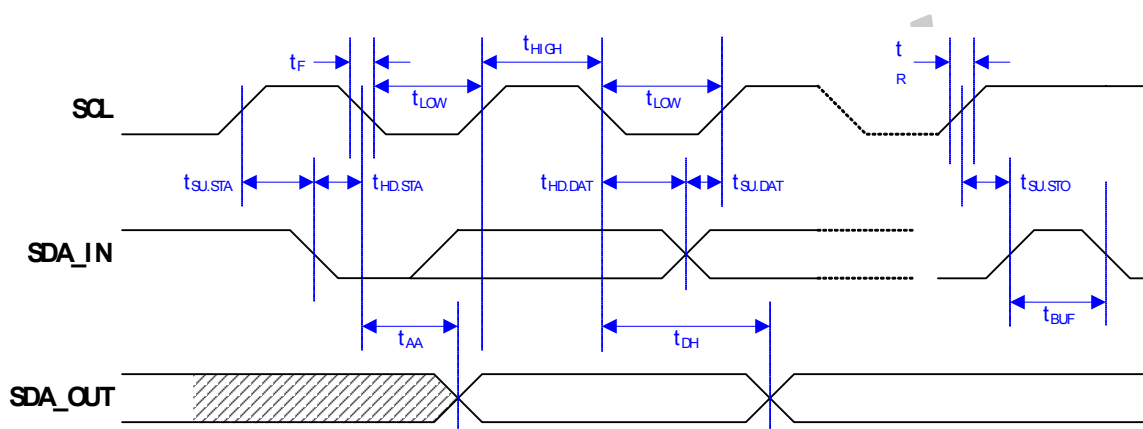 tHIGH
tF
tR
tLOW
tLOW
SCL
tSU.STA
tHD.STA
tHD.DAT
tSU.DAT
tSU.STO
SDA_IN
tAA
tDH
tBUF
SDA_OUT